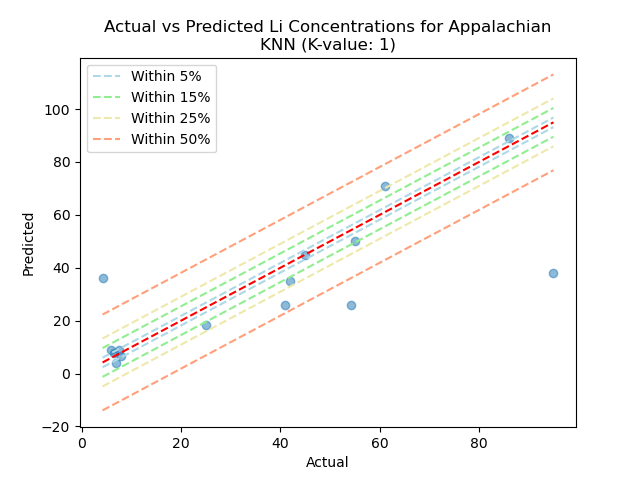 Actual vs Predicted Li Concentrations for Appalachian
KNN (K-value: 1)
Within 5%
Within 15%
Within 25%
Within 50%
100
80
60
40
20
0
−20
Predicted
0 20 40 60 80
Actual